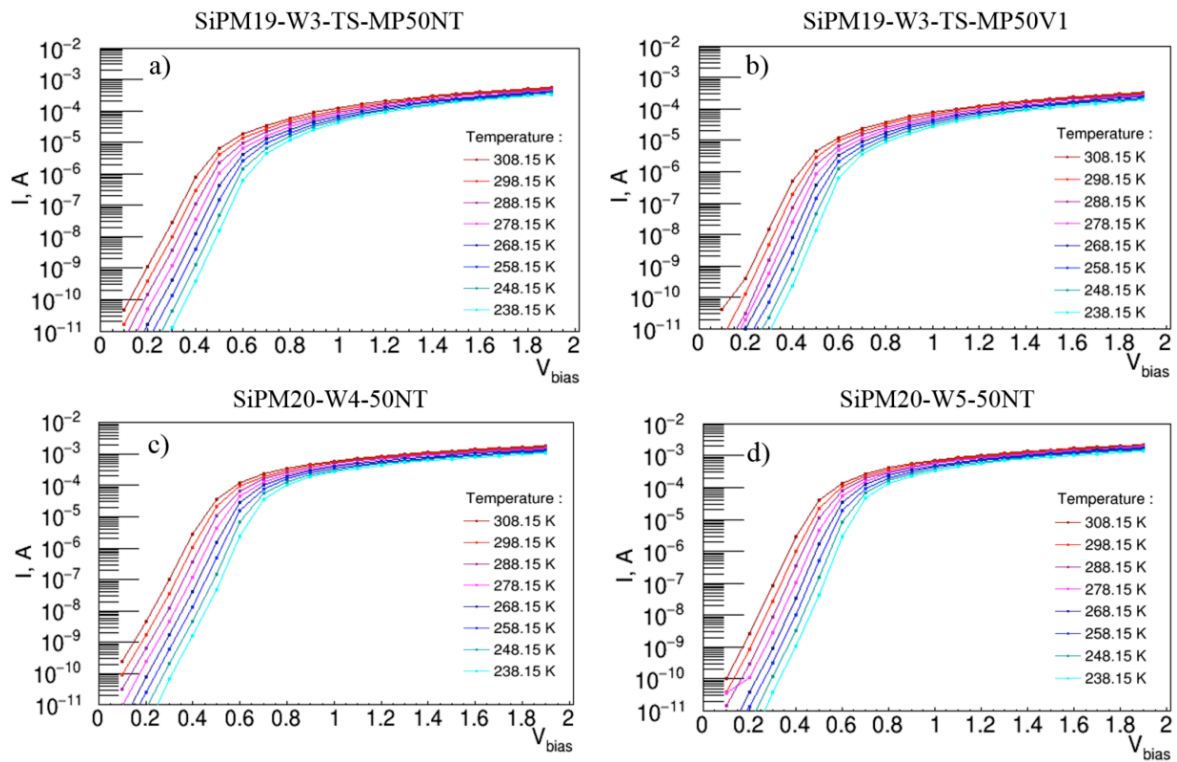 SiPM19-W3-TS-MP50NT
a)
I, A
10⁻²
10⁻³
10⁻⁴
10⁻⁵
10⁻⁶
10⁻⁷
10⁻⁸
10⁻⁹
10⁻¹⁰
10⁻¹¹
Temperature :
308.15 K
298.15 K
288.15 K
278.15 K
268.15 K
258.15 K
248.15 K
238.15 K
0 0.2 0.4 0.6 0.8 1 1.2 1.4 1.6 1.8 2
V_bias
SiPM19-W3-TS-MP50V1
b)
I, A
10⁻²
10⁻³
10⁻⁴
10⁻⁵
10⁻⁶
10⁻⁷
10⁻⁸
10⁻⁹
10⁻¹⁰
10⁻¹¹
Temperature :
308.15 K
298.15 K
288.15 K
278.15 K
268.15 K
258.15 K
248.15 K
238.15 K
0 0.2 0.4 0.6 0.8 1 1.2 1.4 1.6 1.8 2
V_bias
SiPM20-W4-50NT
c)
I, A
10⁻²
10⁻³
10⁻⁴
10⁻⁵
10⁻⁶
10⁻⁷
10⁻⁸
10⁻⁹
10⁻¹⁰
10⁻¹¹
Temperature :
308.15 K
298.15 K
288.15 K
278.15 K
268.15 K
258.15 K
248.15 K
238.15 K
0 0.2 0.4 0.6 0.8 1 1.2 1.4 1.6 1.8 2
V_bias
SiPM20-W5-50NT
d)
I, A
10⁻²
10⁻³
10⁻⁴
10⁻⁵
10⁻⁶
10⁻⁷
10⁻⁸
10⁻⁹
10⁻¹⁰
10⁻¹¹
Temperature :
308.15 K
298.15 K
288.15 K
278.15 K
268.15 K
258.15 K
248.15 K
238.15 K
0 0.2 0.4 0.6 0.8 1 1.2 1.4 1.6 1.8 2
V_bias